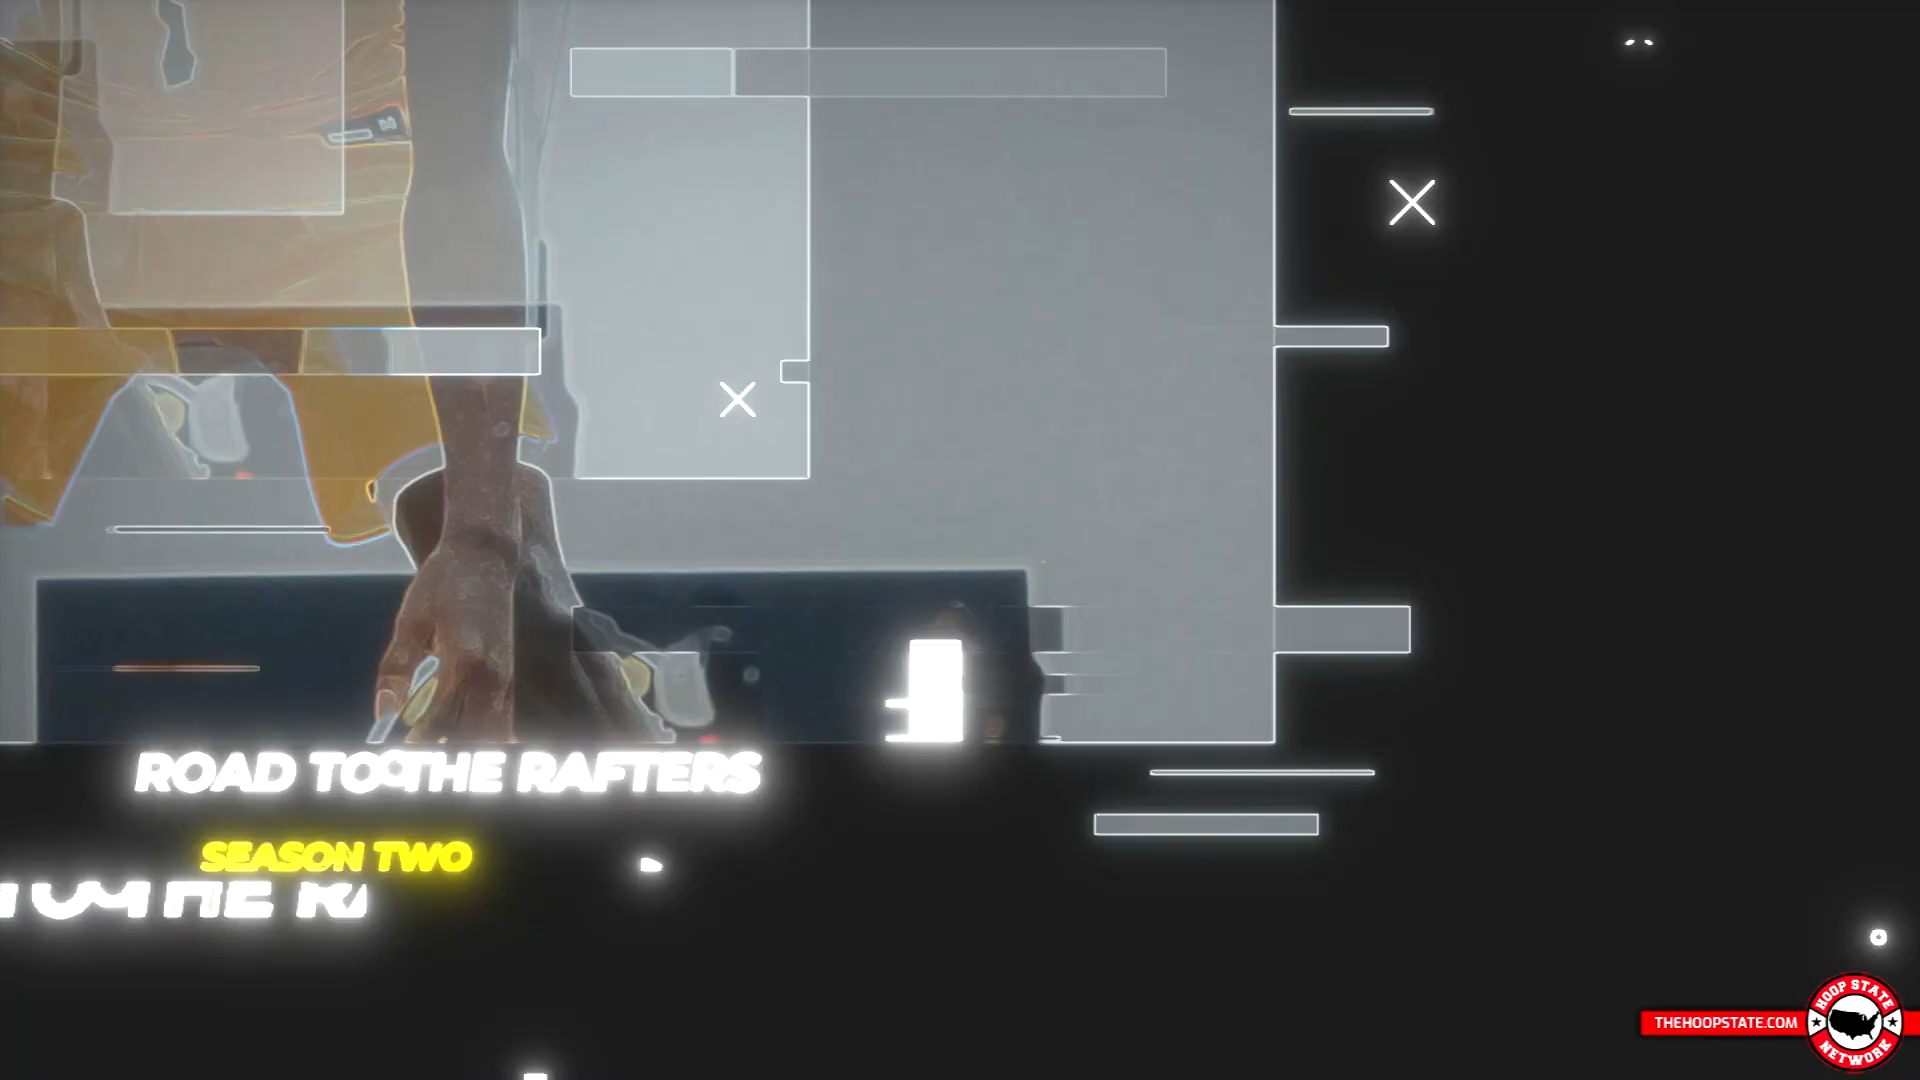 ROAD TO THE RAFTERS
SEASON TWO
THEHOOPSTATE.COM
HOOP STATE
NETWORK